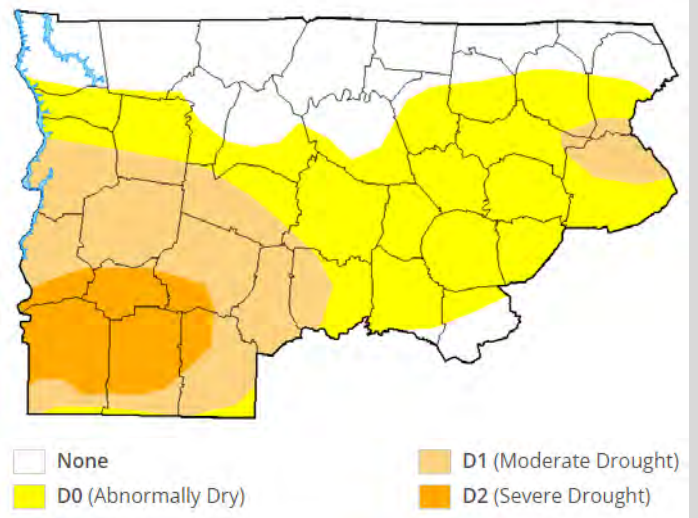 None
D1 (Moderate Drought)
D0 (Abnormally Dry)
D2 (Severe Drought)